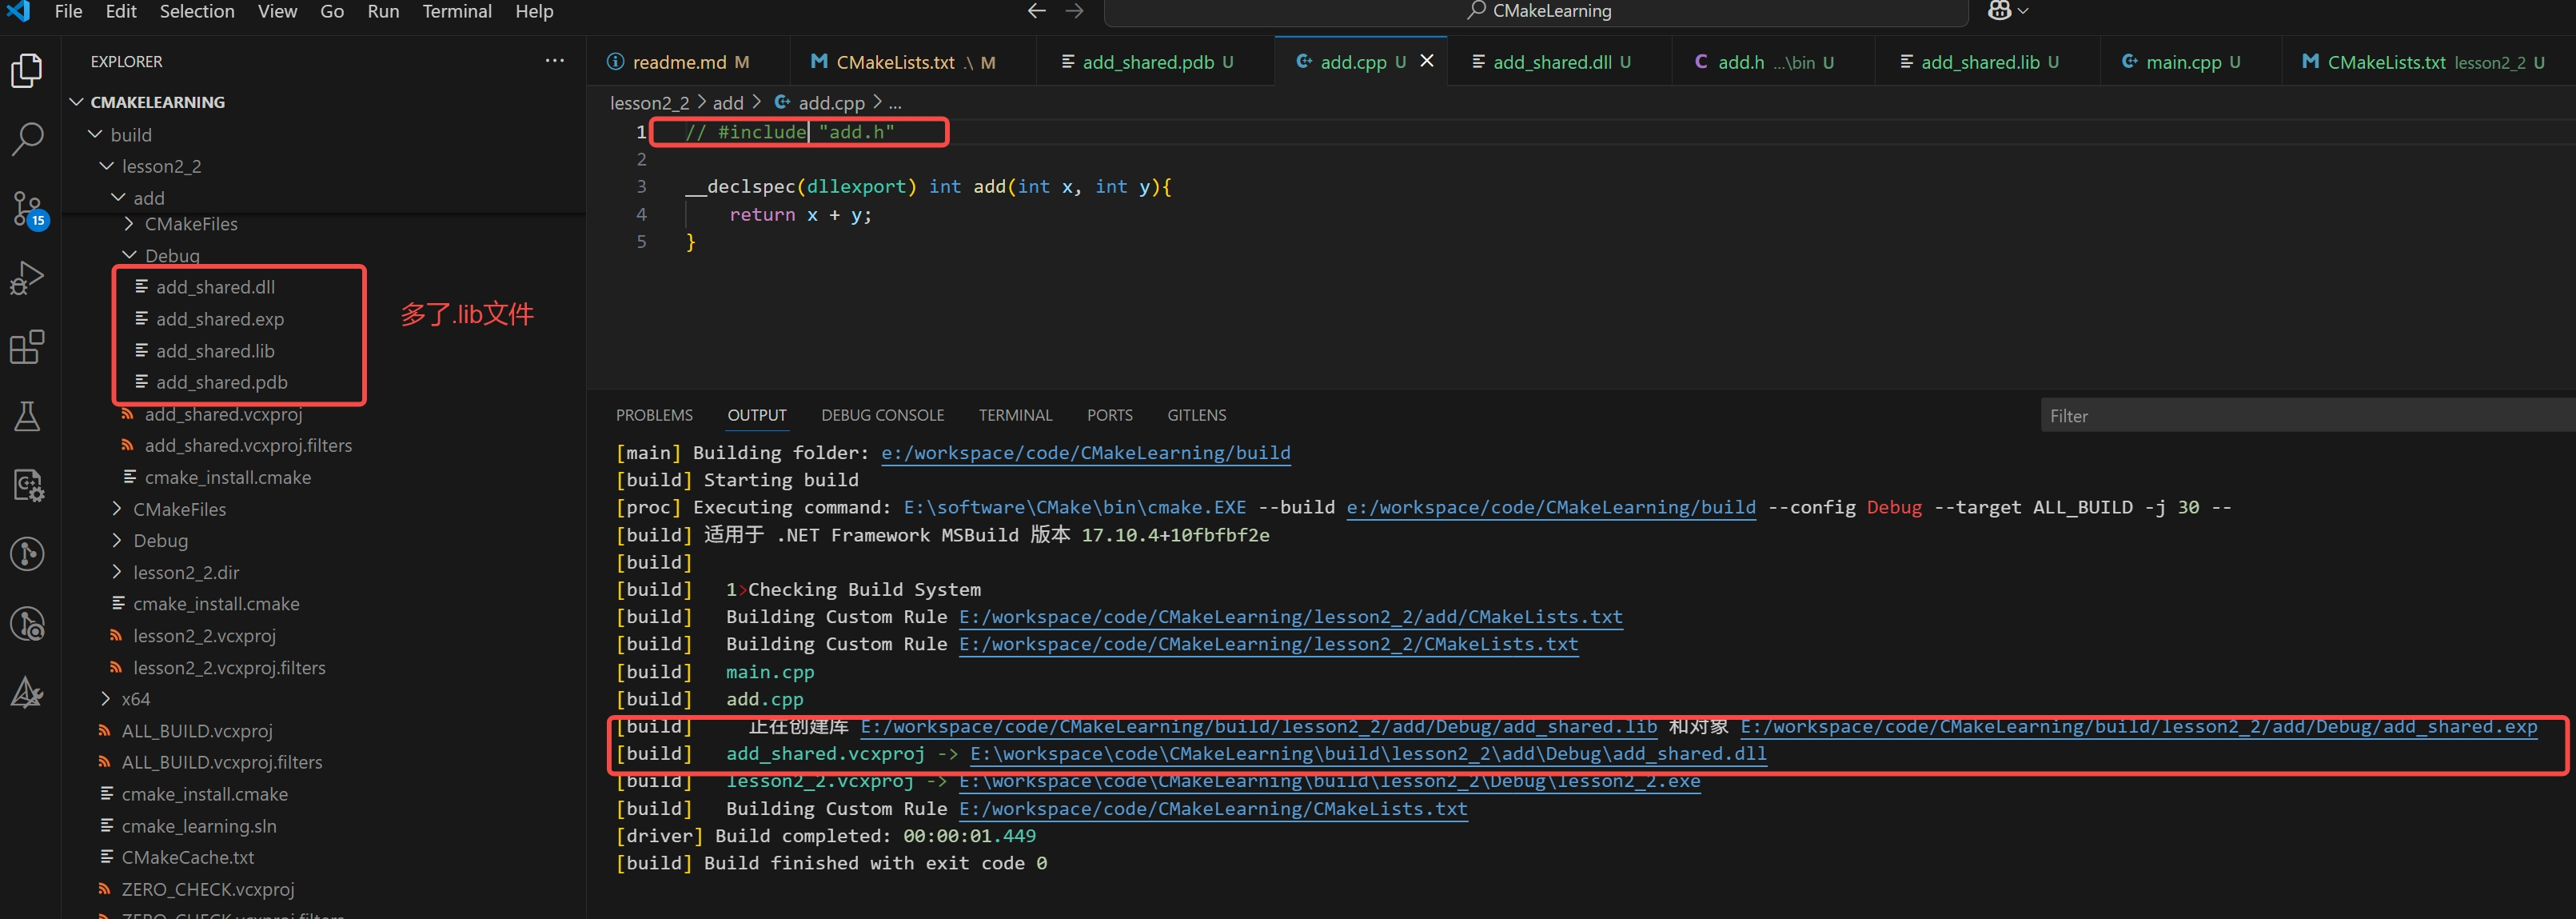 File Edit Selection View Go Run Terminal Help
CMakeLearning
EXPLORER
CMAKELEARNING
build
lesson2_2
add
CMakeFiles
Debug
add_shared.dll
add_shared.exp
add_shared.lib
add_shared.pdb
多了.lib文件
add_shared.vcxproj
add_shared.vcxproj.filters
cmake_install.cmake
CMakeFiles
Debug
lesson2_2.dir
cmake_install.cmake
lesson2_2.vcxproj
lesson2_2.vcxproj.filters
x64
ALL_BUILD.vcxproj
ALL_BUILD.vcxproj.filters
cmake_install.cmake
cmake_learning.sln
CMakeCache.txt
ZERO_CHECK.vcxproj
ZERO_CHECK.vcxproj.filters
15
readme.md M
CMakeLists.txt .\ M
add_shared.pdb U
add.cpp U
add_shared.dll U
add.h ...\bin U
add_shared.lib U
main.cpp U
CMakeLists.txt lesson2_2 U
lesson2_2 > add > add.cpp > ...
1 // #include "add.h"
2
3 __declspec(dllexport) int add(int x, int y){
4 return x + y;
5 }
PROBLEMS OUTPUT DEBUG CONSOLE TERMINAL PORTS GITLENS
Filter
[main] Building folder: e:/workspace/code/CMakeLearning/build
[build] Starting build
[proc] Executing command: E:\software\CMake\bin\cmake.EXE --build e:/workspace/code/CMakeLearning/build --config Debug --target ALL_BUILD -j 30 --
[build] 适用于 .NET Framework MSBuild 版本 17.10.4+10fbfbf2e
[build]
[build] 1>Checking Build System
[build] Building Custom Rule E:/workspace/code/CMakeLearning/lesson2_2/add/CMakeLists.txt
[build] Building Custom Rule E:/workspace/code/CMakeLearning/lesson2_2/CMakeLists.txt
[build] main.cpp
[build] add.cpp
[build] 正在创建库 E:/workspace/code/CMakeLearning/build/lesson2_2/add/Debug/add_shared.lib 和对象 E:/workspace/code/CMakeLearning/build/lesson2_2/add/Debug/add_shared.exp
[build] add_shared.vcxproj -> E:\workspace\code\CMakeLearning\build\lesson2_2\add\Debug\add_shared.dll
[build] lesson2_2.vcxproj -> E:\workspace\code\CMakeLearning\build\lesson2_2\Debug\lesson2_2.exe
[build] Building Custom Rule E:/workspace/code/CMakeLearning/CMakeLists.txt
[driver] Build completed: 00:00:01.449
[build] Build finished with exit code 0